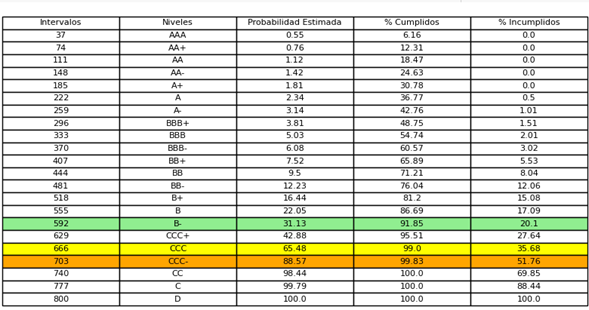 Intervalos Niveles Probabilidad Estimada % Cumplidos % Incumplidos
37 AAA 0.55 6.16 0.0
74 AA+ 0.76 12.31 0.0
111 AA 1.12 18.47 0.0
148 AA- 1.42 24.63 0.0
185 A+ 1.81 30.78 0.0
222 A 2.34 36.77 0.5
259 A- 3.14 42.76 1.01
296 BBB+ 3.81 48.75 1.51
333 BBB 5.03 54.74 2.01
370 BBB- 6.08 60.57 3.02
407 BB+ 7.52 65.89 5.53
444 BB 9.5 71.21 8.04
481 BB- 12.23 76.04 12.06
518 B+ 16.44 81.2 15.08
555 B 22.05 86.69 17.09
592 B- 31.13 91.85 20.1
629 CCC+ 42.88 95.51 27.64
666 CCC 65.48 99.0 35.68
703 CCC- 88.57 99.83 51.76
740 CC 98.44 100.0 69.85
777 C 99.79 100.0 88.44
800 D 100.0 100.0 100.0